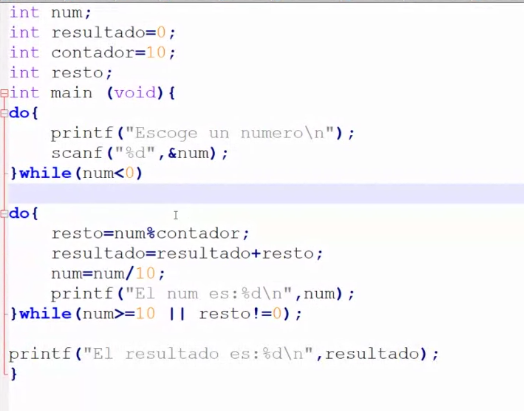 int num;
int resultado=0;
int contador=10;
int resto;
int main (void){
do{
printf("Escoge un numero\n");
scanf("%d",&num);
}while(num<0)
do{
resto=num%contador;
resultado=resultado+resto;
num=num/10;
printf("El num es:%d\n",num);
}while(num>=10 || resto!=0);
printf("El resultado es:%d\n",resultado);
}